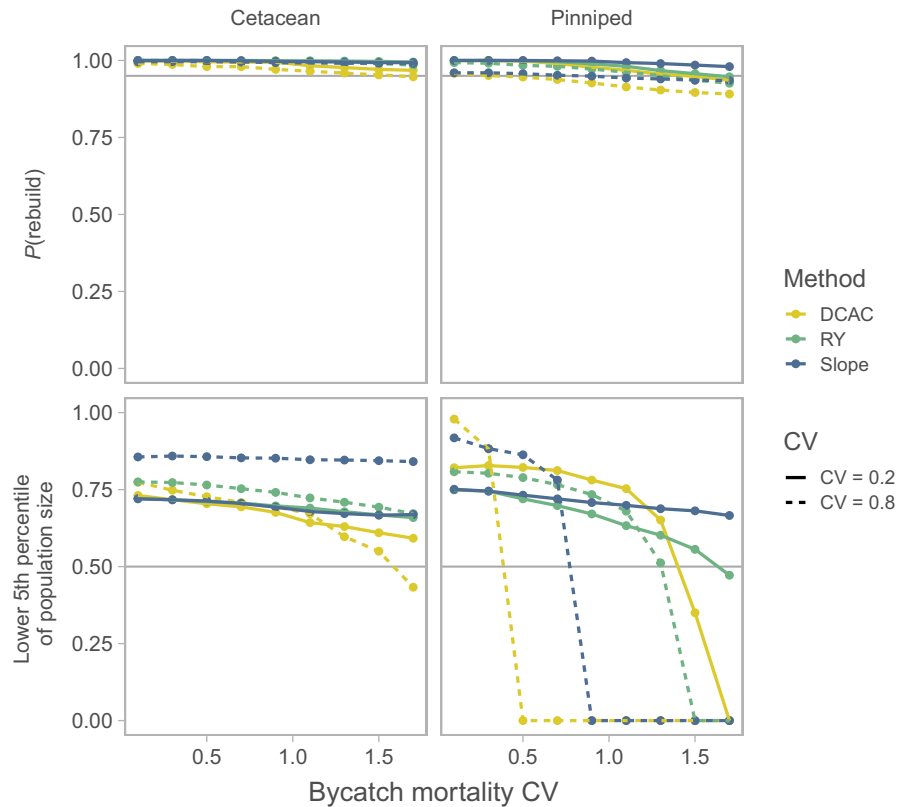 Cetacean
Pinniped
P(rebuild)
1.00
0.75
0.50
0.25
0.00
Lower 5th percentile
of population size
1.00
0.75
0.50
0.25
0.00
0.5
1.0
1.5
0.5
1.0
1.5
Bycatch mortality CV
Method
DCAC
RY
Slope
CV
CV = 0.2
CV = 0.8